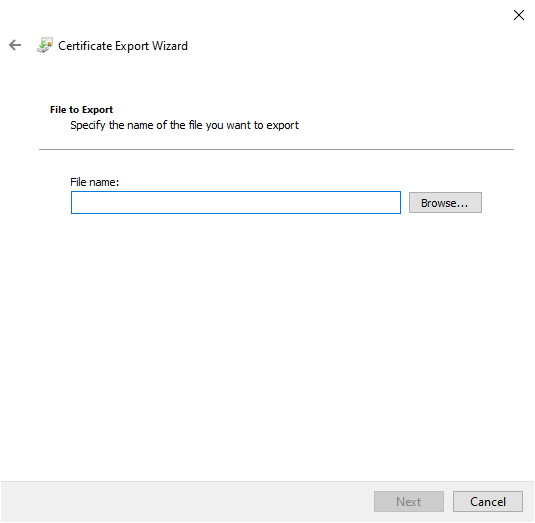 Certificate Export Wizard
File to Export
Specify the name of the file you want to export
File name:
Browse...
Next
Cancel